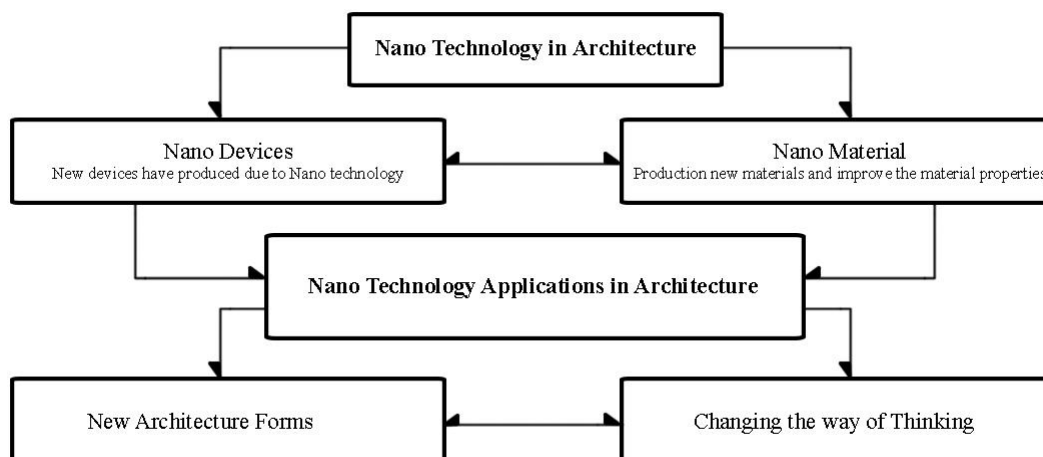 Nano Technology in Architecture
Nano Devices
New devices have produced due to Nano technology
Nano Material
Production new materials and improve the material properties
Nano Technology Applications in Architecture
New Architecture Forms
Changing the way of Thinking